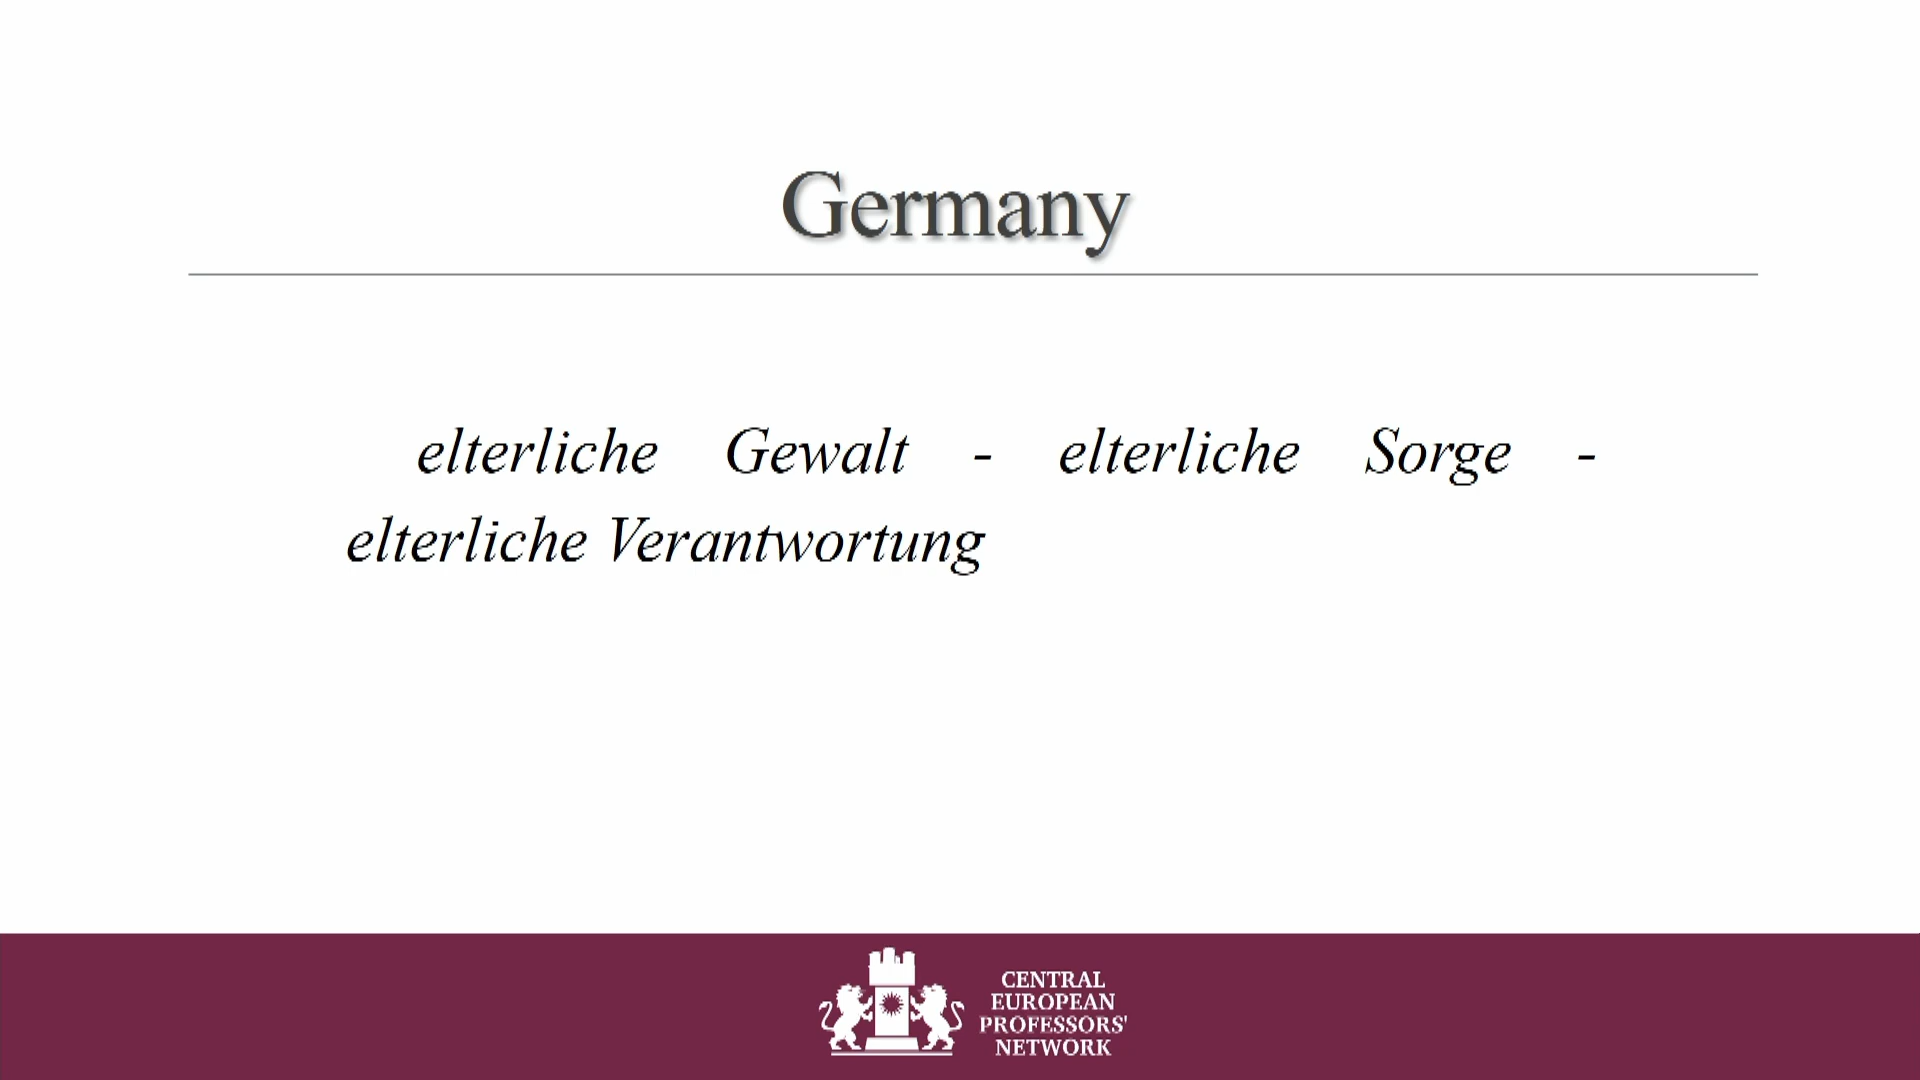 Germany
elterliche Gewalt - elterliche Sorge -
elterliche Verantwortung
CENTRAL
EUROPEAN
PROFESSORS'
NETWORK